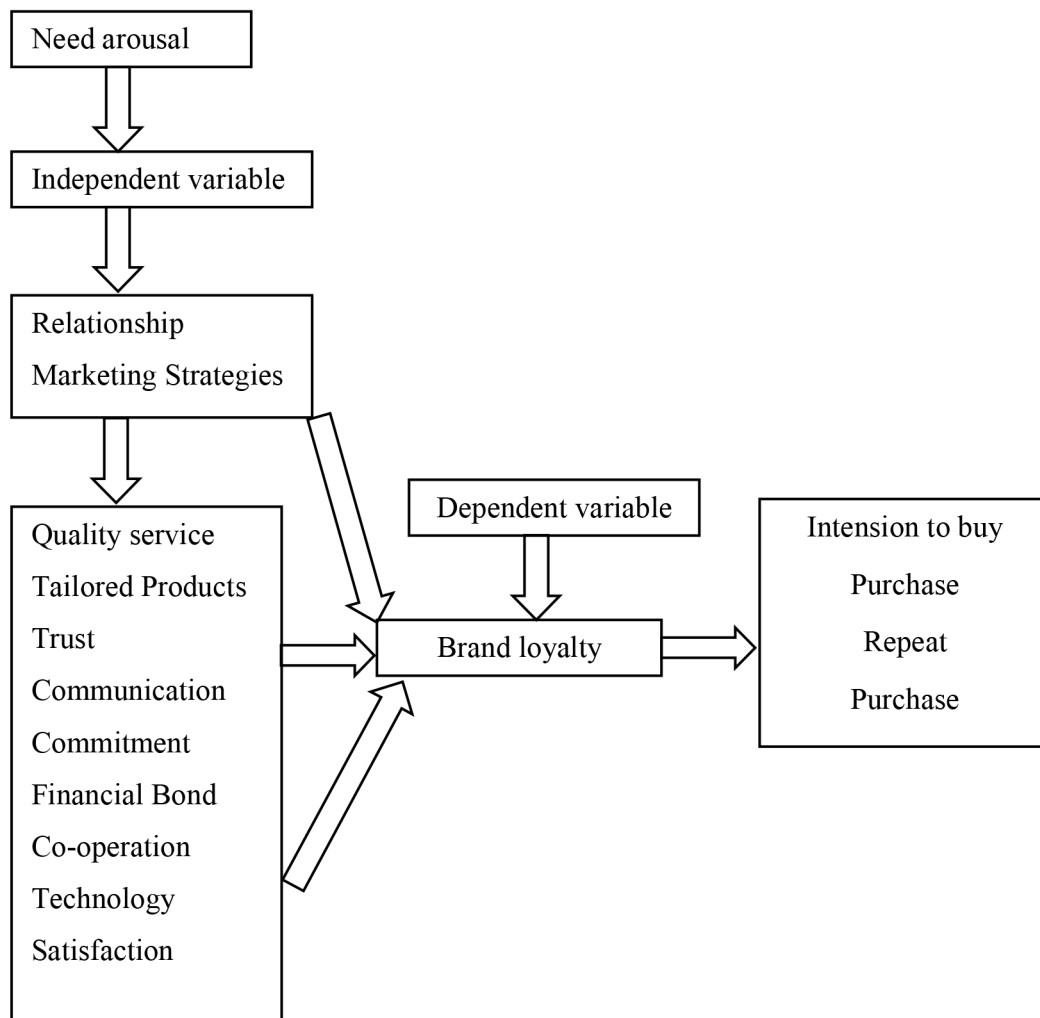 Need arousal
Independent variable
Relationship
Marketing Strategies
Quality service
Tailored Products
Trust
Communication
Commitment
Financial Bond
Co-operation
Technology
Satisfaction
Dependent variable
Brand loyalty
Intension to buy
Purchase
Repeat
Purchase